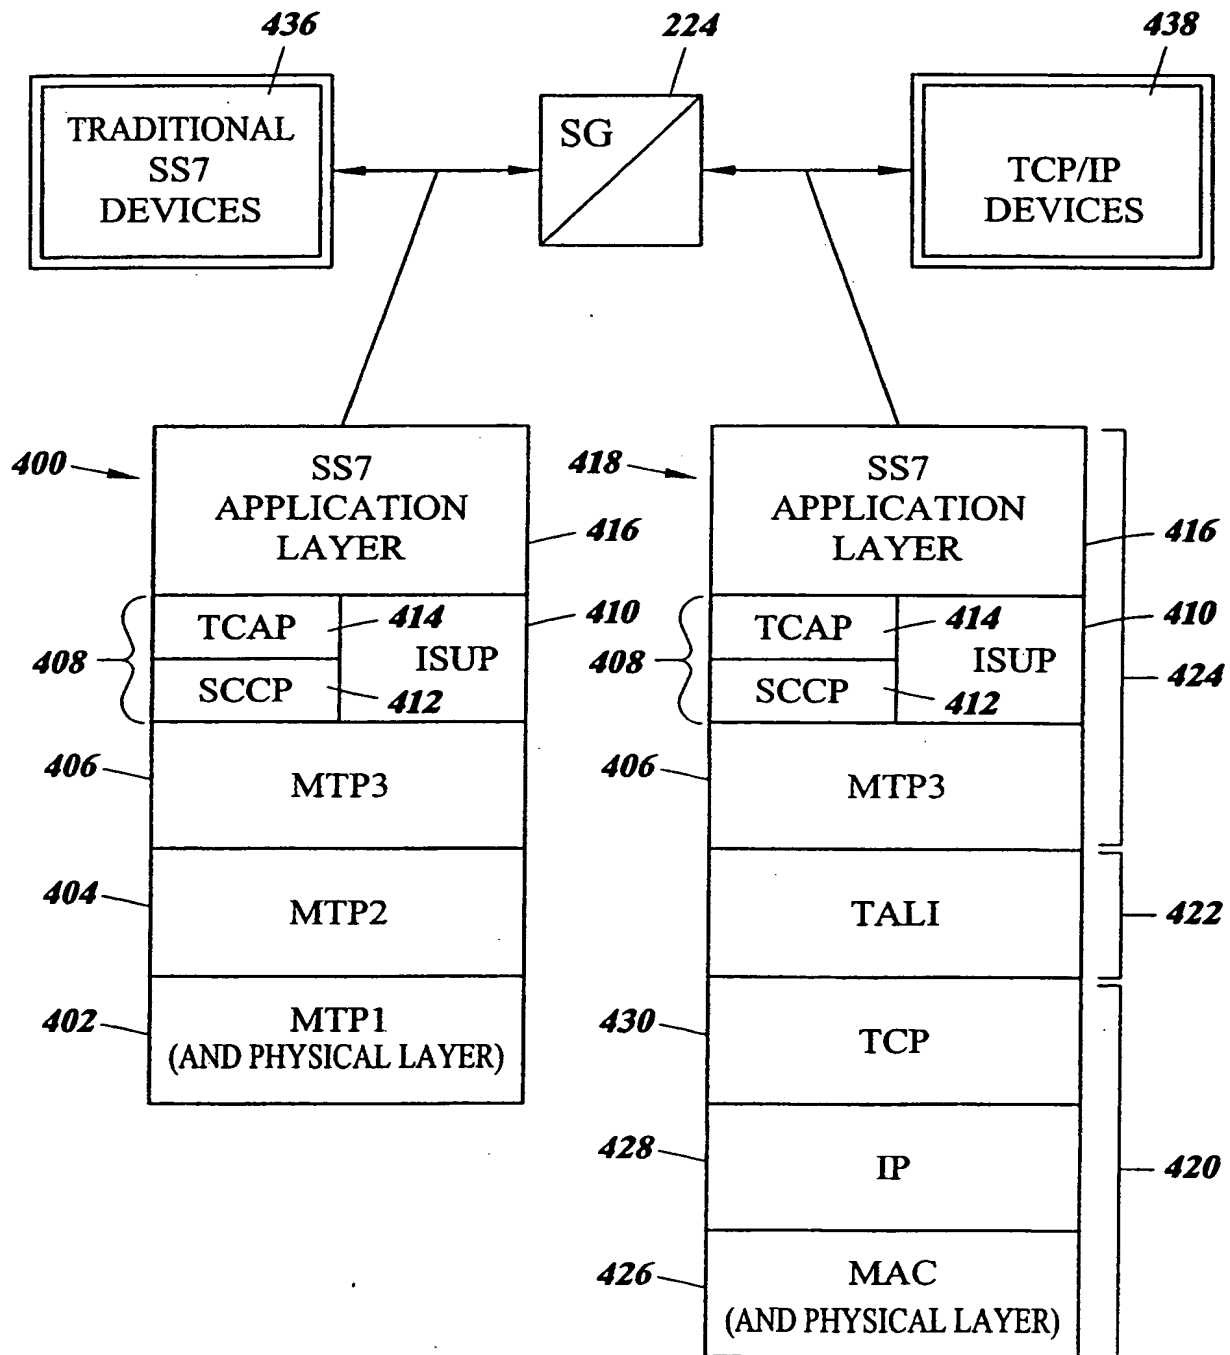 436
224
438
TRADITIONAL
SS7
DEVICES
SG
TCP/IP
DEVICES
400
SS7
APPLICATION
LAYER
416
408
TCAP
414
SCCP
412
ISUP
410
406
MTP3
404
MTP2
402
MTP1
(AND PHYSICAL LAYER)
418
SS7
APPLICATION
LAYER
416
408
TCAP
414
SCCP
412
ISUP
410
424
406
MTP3
TALI
422
430
TCP
428
IP
420
426
MAC
(AND PHYSICAL LAYER)